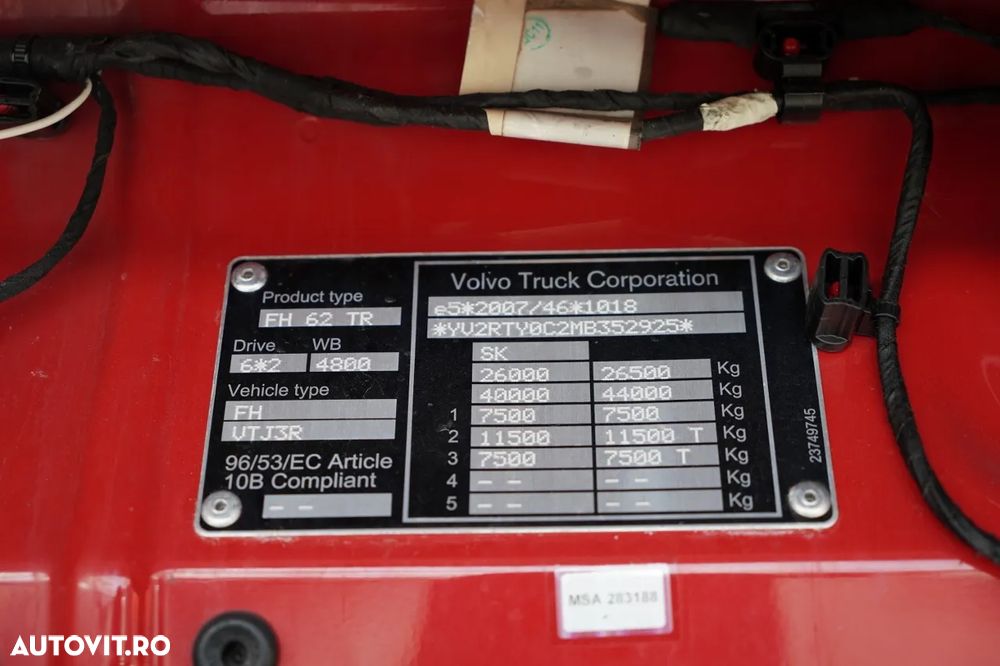 Product type
FH 62 TR
Drive WB
6*2 4800
Vehicle type
FH
VTJ3R
96/53/EC Article
10B Compliant
- -
Volvo Truck Corporation
e5*2007/46*1018
*YV2RTY0C2MB352925*
SK
26000 26500 Kg
40000 44000 Kg
1 7500 7500 Kg
2 11500 11500 T Kg
3 7500 7500 T Kg
4 - - - - Kg
5 - - - - Kg
23749745
MSA 283188
AUTOVIT.RO